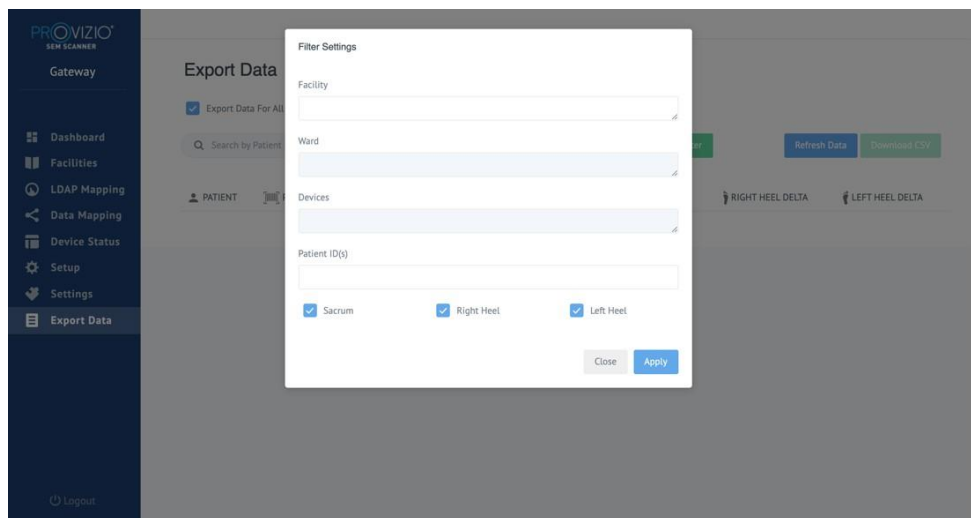 PROVIZIO
SEM SCANNER
Gateway
Dashboard
Facilities
LDAP Mapping
Data Mapping
Device Status
Setup
Settings
Export Data
Logout
Export Data
Export Data For All
Search by Patient
Refresh Data
Download CSV
PATIENT
RIGHT HEEL DELTA
LEFT HEEL DELTA
Filter Settings
Facility
Ward
Devices
Patient ID(s)
Sacrum Right Heel Left Heel
Close Apply